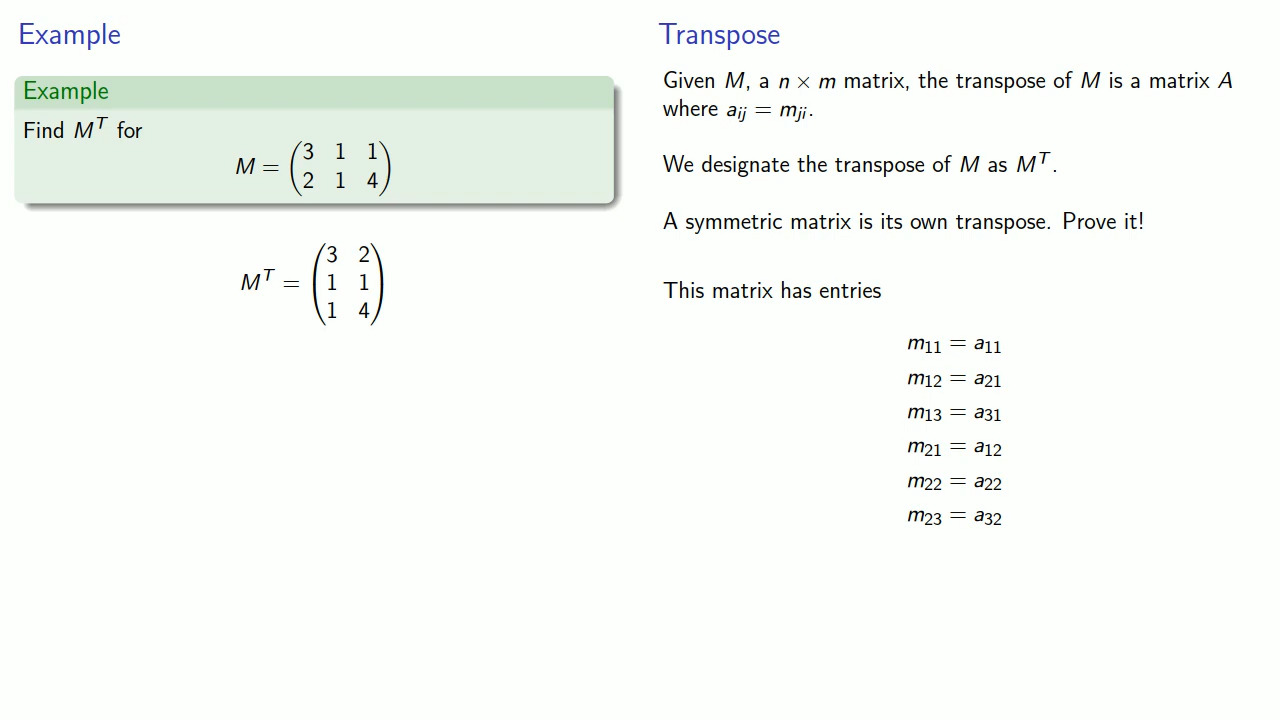 Example
Example
Find M^T for
M = (3 1 1
2 1 4)
M^T = (3 2
1 1
1 4)
Transpose
Given M, a n × m matrix, the transpose of M is a matrix A
where a_ij = m_ji.
We designate the transpose of M as M^T.
A symmetric matrix is its own transpose. Prove it!
This matrix has entries
m_11 = a_11
m_12 = a_21
m_13 = a_31
m_21 = a_12
m_22 = a_22
m_23 = a_32